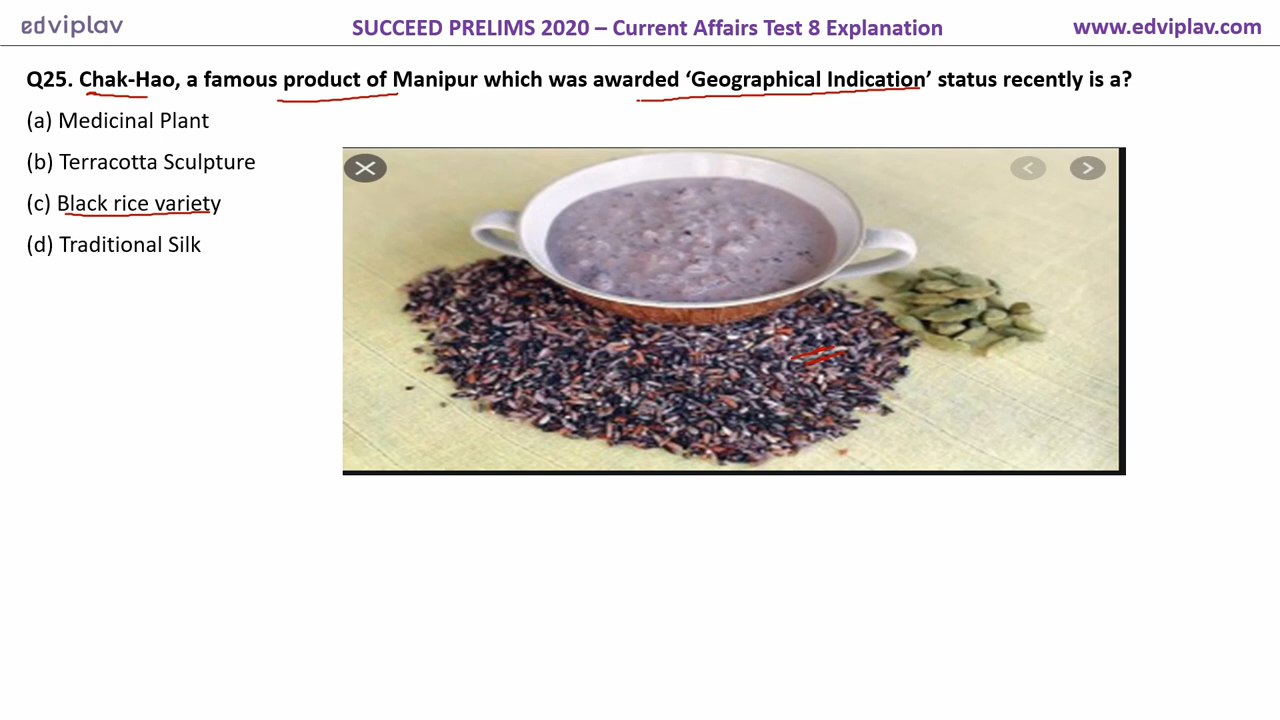 edviplav
SUCCEED PRELIMS 2020 – Current Affairs Test 8 Explanation
www.edviplav.com
Q25. Chak-Hao, a famous product of Manipur which was awarded ‘Geographical Indication’ status recently is a?
(a) Medicinal Plant
(b) Terracotta Sculpture
(c) Black rice variety
(d) Traditional Silk